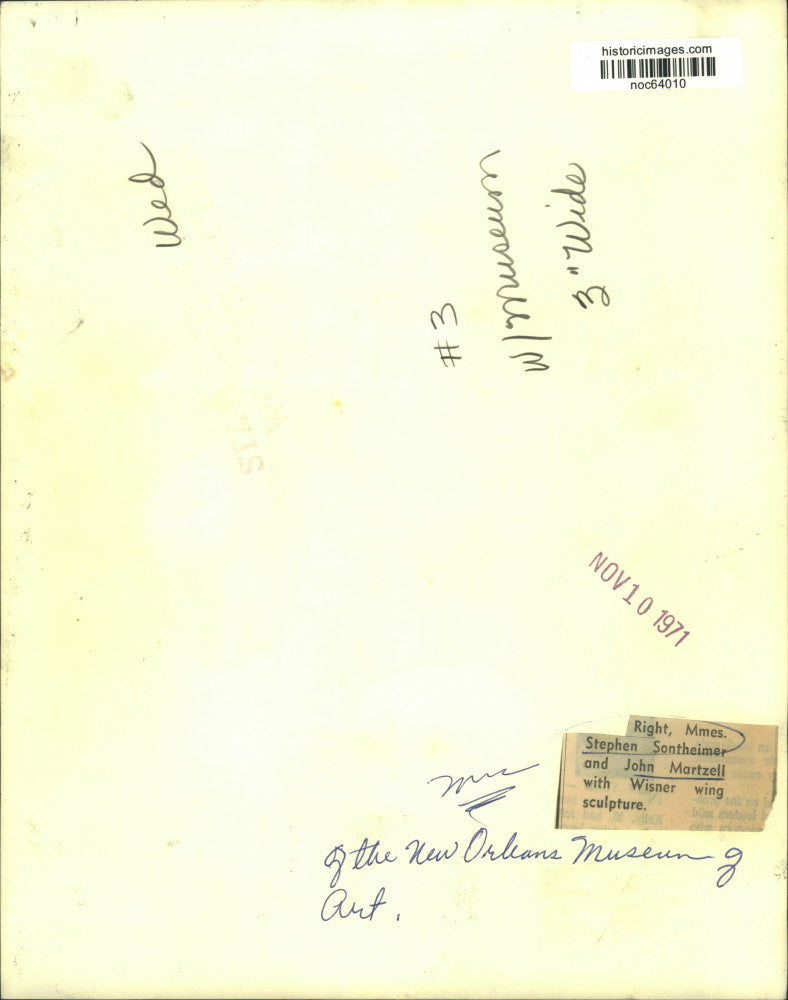 historicimages.com
noc64010
Wed
#3
W/Museum
3" Wide
NOV 10 1971
Right, Mmes.
Stephen Sontheimer
and John Martzell
with Wisner wing
sculpture.
of the New Orleans Museum of
Art.